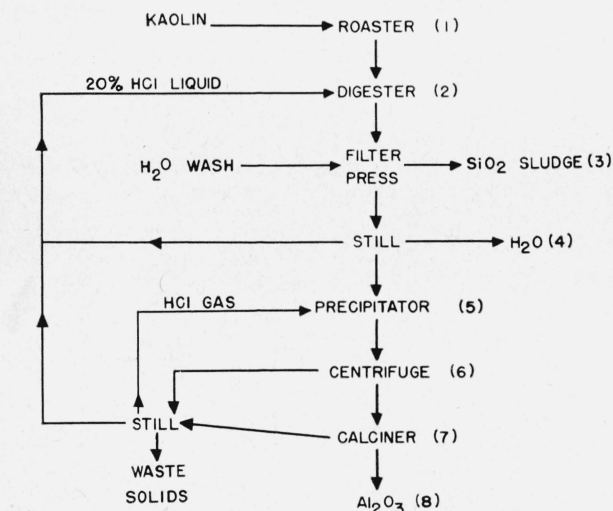 KAOLIN
ROASTER (1)
20% HCl LIQUID
DIGESTER (2)
H₂O WASH
FILTER
PRESS
SiO₂ SLUDGE (3)
STILL
H₂O (4)
HCl GAS
PRECIPITATOR (5)
CENTRIFUGE (6)
STILL
CALCINER (7)
WASTE
SOLIDS
Al₂O₃ (8)